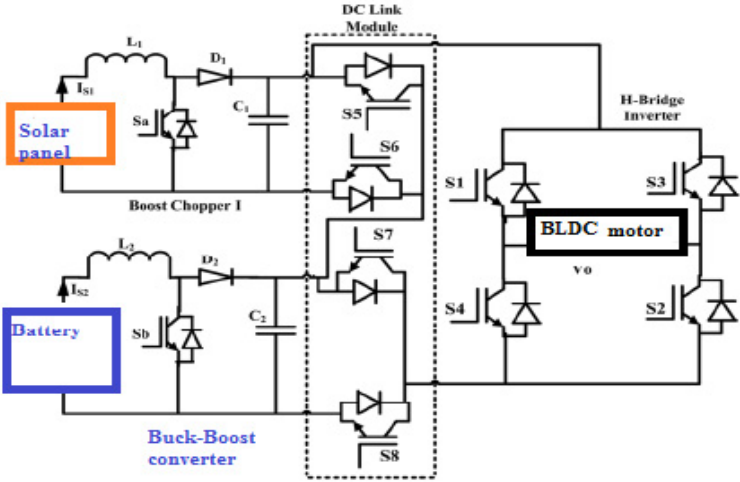 DC Link
Module
L1
D1
IS1
Sa
C1
S5
Solar
panel
S6
Boost Chopper I
H-Bridge
Inverter
S1
S3
BLDC motor
vo
S4
S2
L2
D2
S7
IS2
Sb
C2
Battery
Buck-Boost
converter
S8